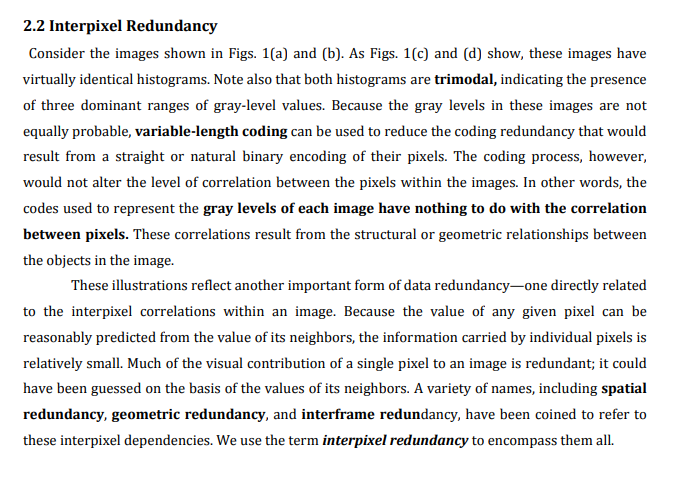 2.2 Interpixel Redundancy
Consider the images shown in Figs. 1(a) and (b). As Figs. 1(c) and (d) show, these images have
virtually identical histograms. Note also that both histograms are trimodal, indicating the presence
of three dominant ranges of gray-level values. Because the gray levels in these images are not
equally probable, variable-length coding can be used to reduce the coding redundancy that would
result from a straight or natural binary encoding of their pixels. The coding process, however,
would not alter the level of correlation between the pixels within the images. In other words, the
codes used to represent the gray levels of each image have nothing to do with the correlation
between pixels. These correlations result from the structural or geometric relationships between
the objects in the image.
These illustrations reflect another important form of data redundancy—one directly related
to the interpixel correlations within an image. Because the value of any given pixel can be
reasonably predicted from the value of its neighbors, the information carried by individual pixels is
relatively small. Much of the visual contribution of a single pixel to an image is redundant; it could
have been guessed on the basis of the values of its neighbors. A variety of names, including spatial
redundancy, geometric redundancy, and interframe redundancy, have been coined to refer to
these interpixel dependencies. We use the term interpixel redundancy to encompass them all.